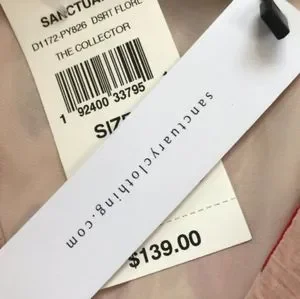 SANCTUA
D1172-PY826 DSRT FLORL
THE COLLECTOR
1 92400 33795
SIZE
sanctuaryclothing.com
$139.00